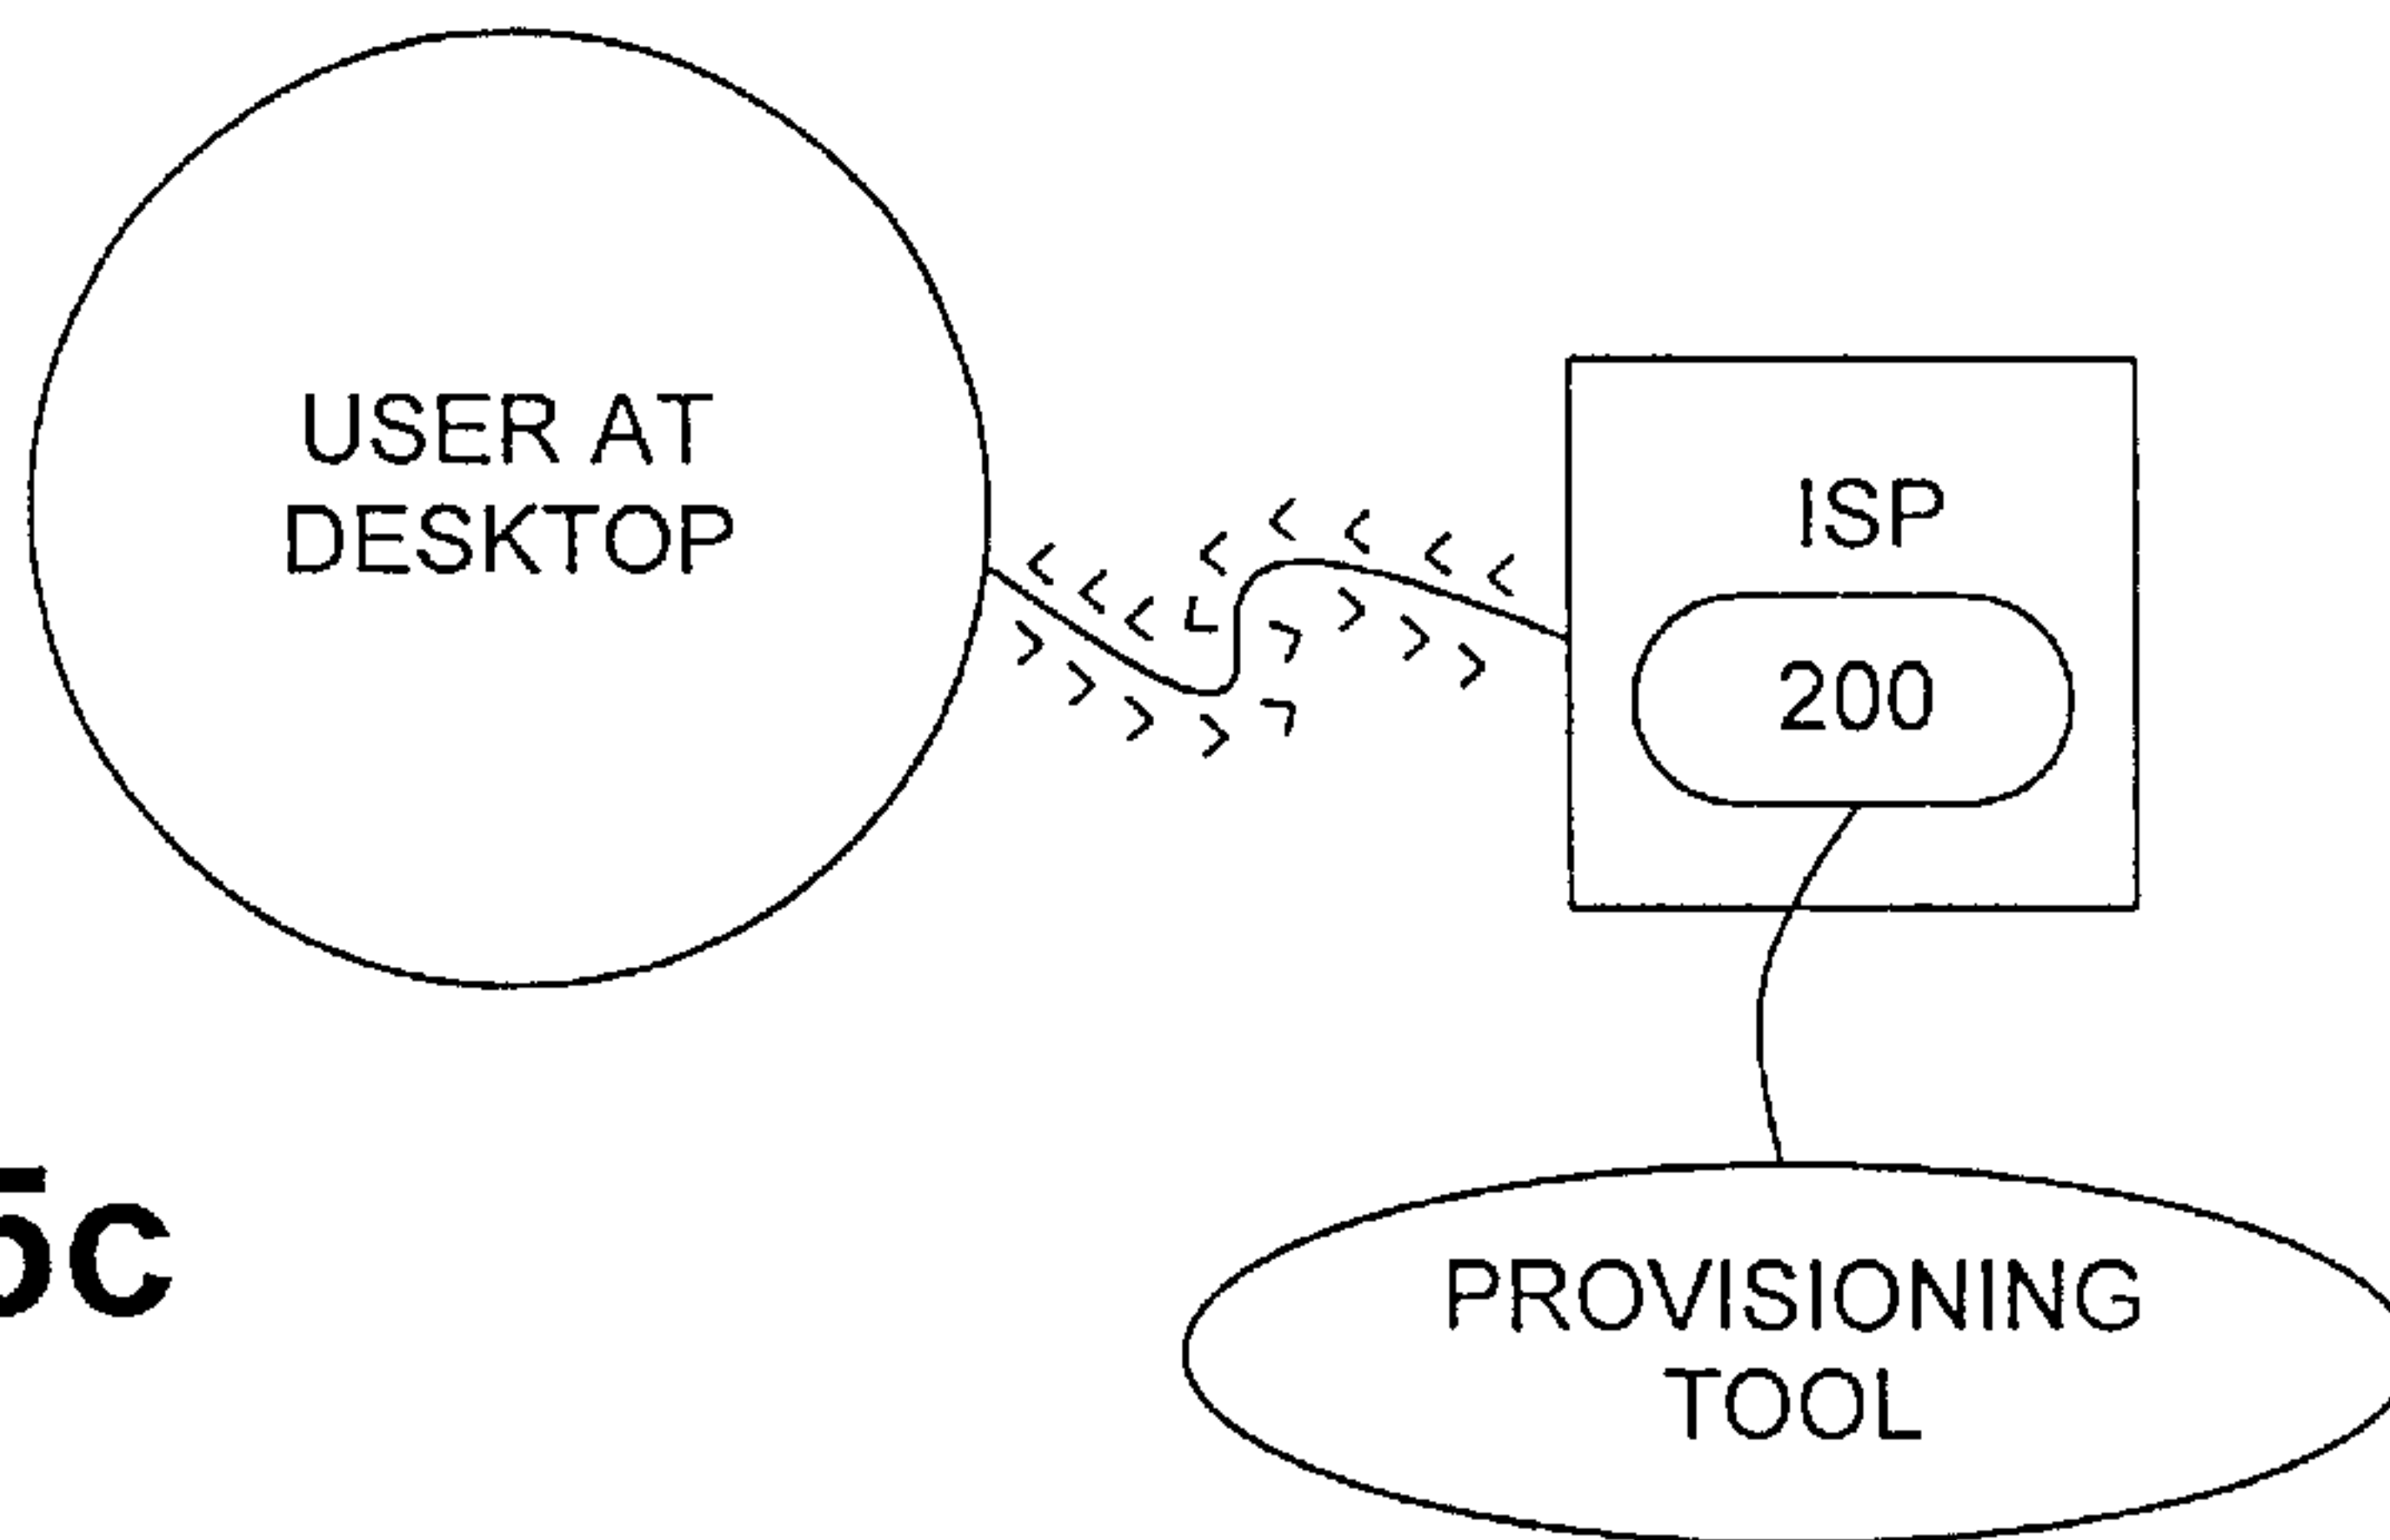 USER AT
DESKTOP
ISP
200
5C
PROVISIONING
TOOL